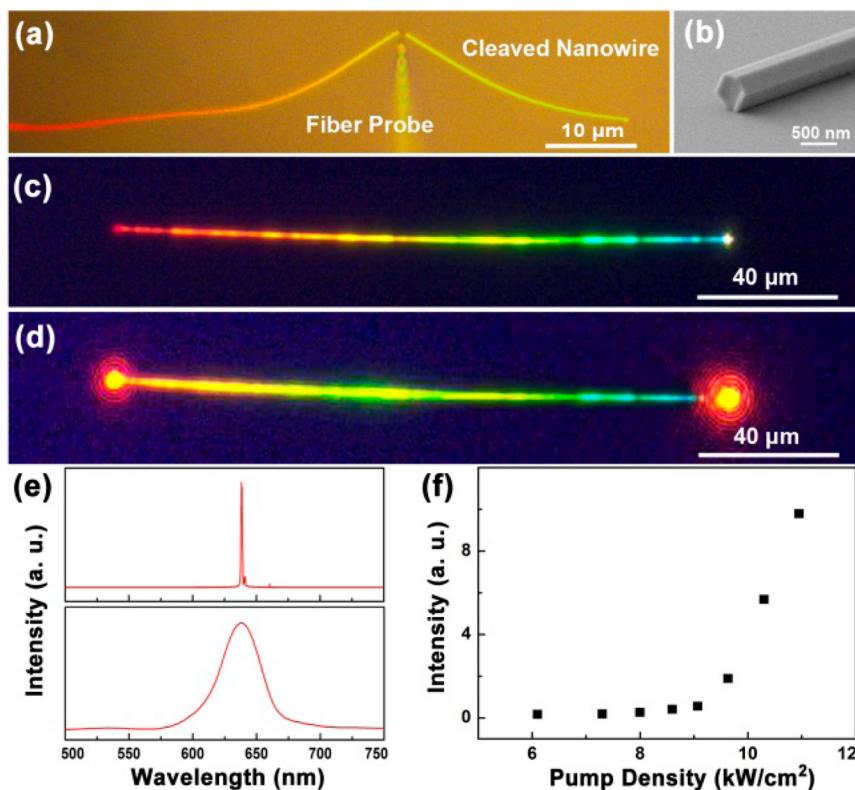 (a)
Cleaved Nanowire
Fiber Probe
10 μm
(b)
500 nm
(c)
40 μm
(d)
40 μm
(e)
Intensity (a. u.)
500 550 600 650 700 750
Wavelength (nm)
(f)
Intensity (a. u.)
8
4
0
6 8 10 12
Pump Density (kW/cm²)